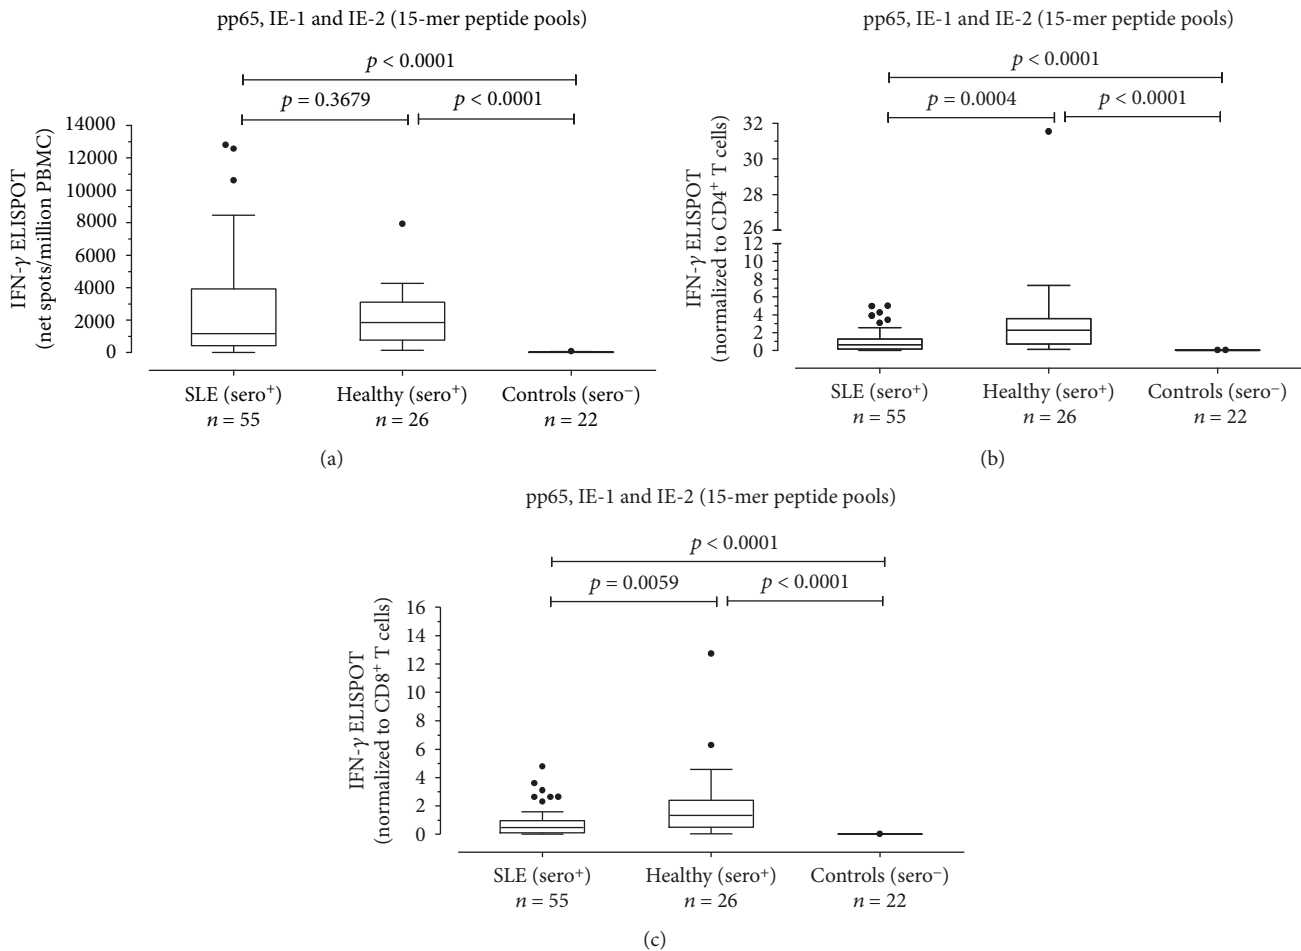 pp65, IE-1 and IE-2 (15-mer peptide pools)
p < 0.0001
p = 0.3679
p < 0.0001
IFN-γ ELISPOT
(net spots/million PBMC)
14000
12000
10000
8000
6000
4000
2000
0
SLE (sero⁺)
Healthy (sero⁺)
Controls (sero⁻)
n = 55
n = 26
n = 22
(a)
pp65, IE-1 and IE-2 (15-mer peptide pools)
p < 0.0001
p = 0.0004
p < 0.0001
IFN-γ ELISPOT
(normalized to CD4⁺ T cells)
32
30
28
26
12
10
8
6
4
2
0
SLE (sero⁺)
Healthy (sero⁺)
Controls (sero⁻)
n = 55
n = 26
n = 22
(b)
pp65, IE-1 and IE-2 (15-mer peptide pools)
p < 0.0001
p = 0.0059
p < 0.0001
IFN-γ ELISPOT
(normalized to CD8⁺ T cells)
16
14
12
10
8
6
4
2
0
SLE (sero⁺)
Healthy (sero⁺)
Controls (sero⁻)
n = 55
n = 26
n = 22
(c)